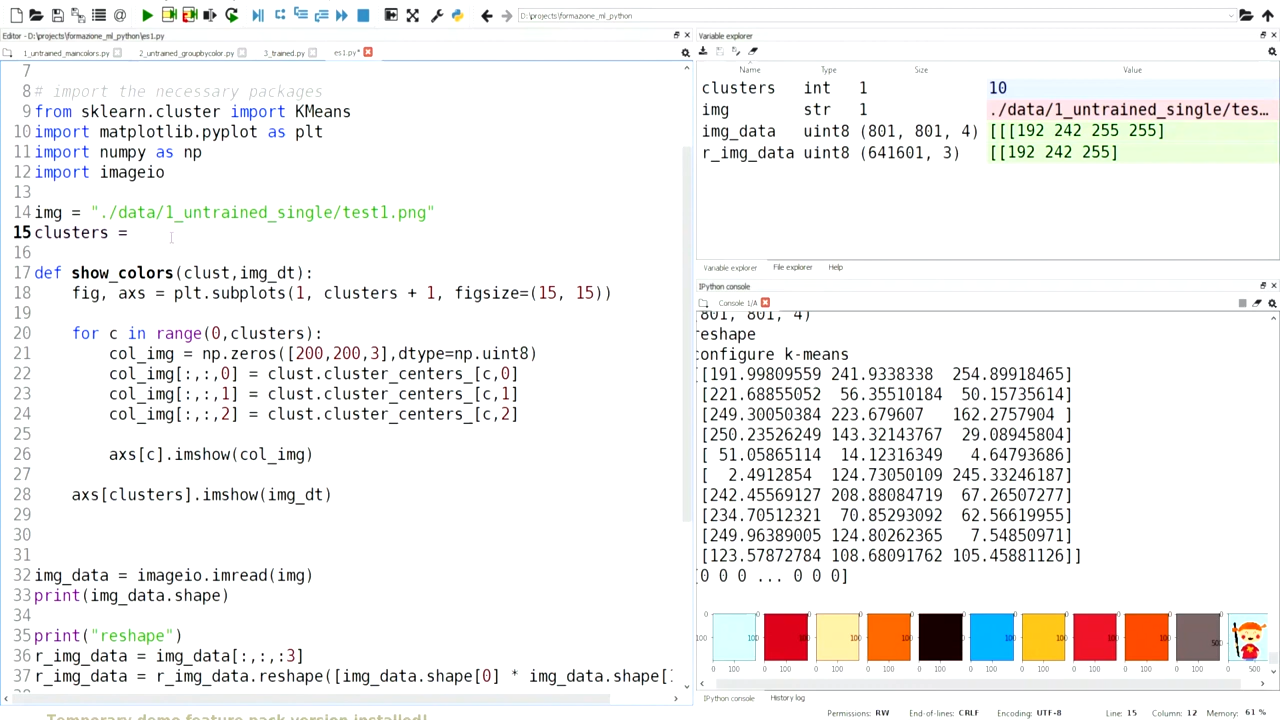 D:\projects\formazione_ml_python
Editor - D:\projects\formazione_ml_python\es1.py
1_untrained_maincolors.py 2_untrained_groupbycolor.py 3_trained.py es1.py*
7
8 # import the necessary packages
9 from sklearn.cluster import KMeans
10 import matplotlib.pyplot as plt
11 import numpy as np
12 import imageio
13
14 img = "./data/1_untrained_single/test1.png"
15 clusters =
16
17 def show_colors(clust,img_dt):
18 fig, axs = plt.subplots(1, clusters + 1, figsize=(15, 15))
19
20 for c in range(0,clusters):
21 col_img = np.zeros([200,200,3],dtype=np.uint8)
22 col_img[:,:,0] = clust.cluster_centers_[c,0]
23 col_img[:,:,1] = clust.cluster_centers_[c,1]
24 col_img[:,:,2] = clust.cluster_centers_[c,2]
25
26 axs[c].imshow(col_img)
27
28 axs[clusters].imshow(img_dt)
29
30
31
32 img_data = imageio.imread(img)
33 print(img_data.shape)
34
35 print("reshape")
36 r_img_data = img_data[:,:,:3]
37 r_img_data = r_img_data.reshape([img_data.shape[0] * img_data.shape[
Temporary demo feature pack version installed!
Variable explorer
Name Type Size Value
clusters int 1 10
img str 1 ./data/1_untrained_single/tes…
img_data uint8 (801, 801, 4) [[[192 242 255 255]
r_img_data uint8 (641601, 3) [[192 242 255]
Variable explorer File explorer Help
IPython console
Console 1/A
(801, 801, 4)
reshape
configure k-means
[[191.99809559 241.9338338 254.89918465]
[221.68855052 56.35510184 50.15735614]
[249.30050384 223.679607 162.2757904 ]
[250.23526249 143.32143767 29.08945804]
[ 51.05865114 14.12316349 4.64793686]
[ 2.4912854 124.73050109 245.33246187]
[242.45569127 208.88084719 67.26507277]
[234.70512321 70.85293092 62.56619955]
[249.96389005 124.80262365 7.54850971]
[123.57872784 108.68091762 105.45881126]]
[0 0 0 ... 0 0 0]
IPython console History log
Permissions: RW End-of-lines: CRLF Encoding: UTF-8 Line: 15 Column: 12 Memory: 61 %